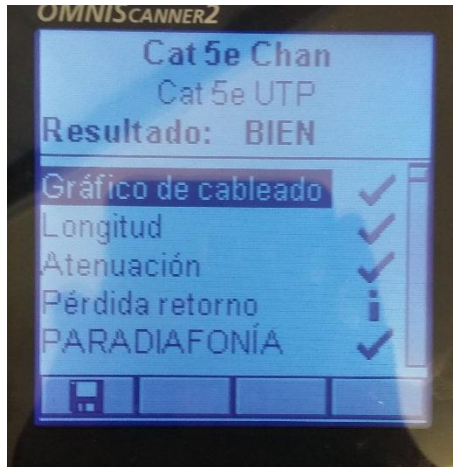 OMNISCANNER2
Cat 5e Chan
Cat 5e UTP
Resultado: BIEN
Gráfico de cableado
Longitud
Atenuación
Pérdida retorno
PARADIAFONÍA